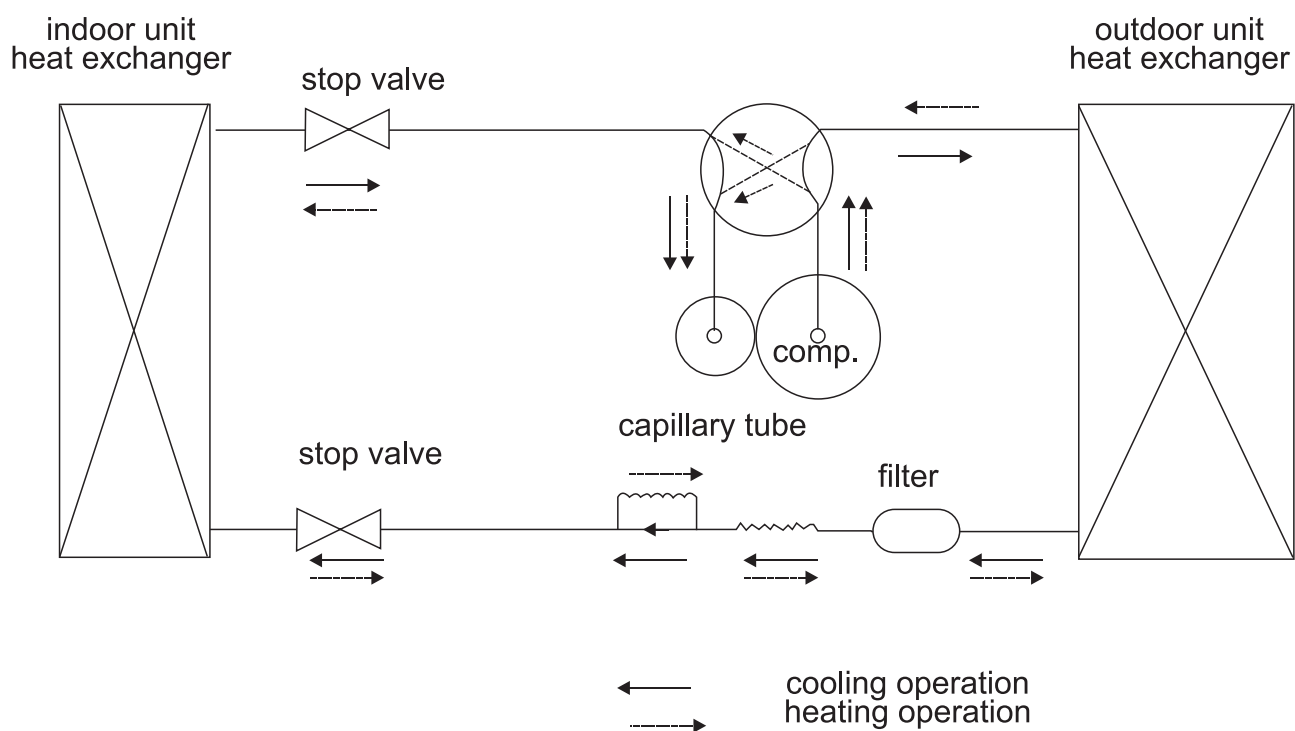 indoor unit
heat exchanger
outdoor unit
heat exchanger
stop valve
comp.
capillary tube
stop valve
filter
cooling operation
heating operation